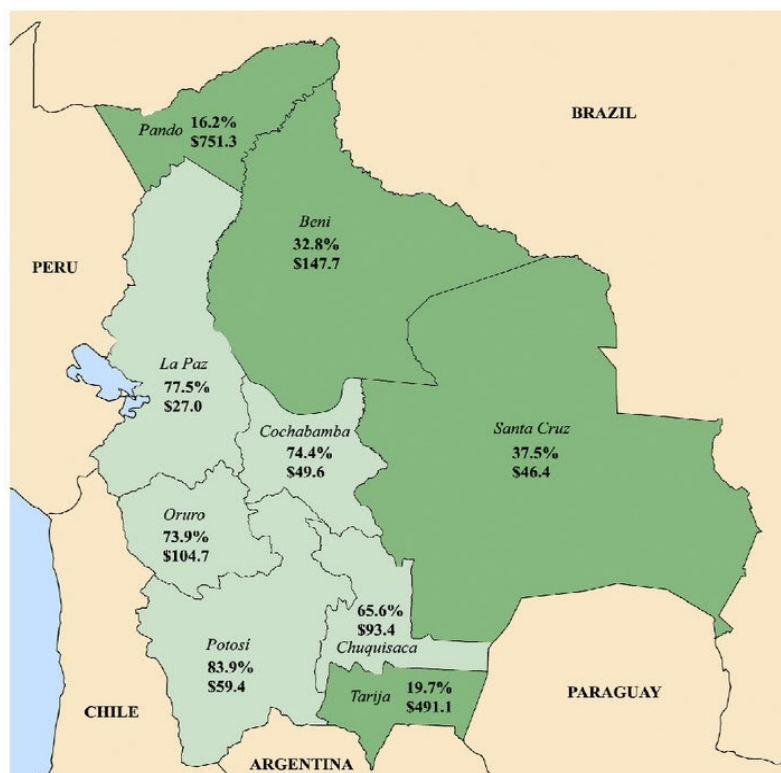 BRAZIL
Pando 16.2%
$751.3
Beni
32.8%
$147.7
PERU
La Paz
77.5%
$27.0
Cochabamba
74.4%
$49.6
Santa Cruz
37.5%
$46.4
Oruro
73.9%
$104.7
65.6%
$93.4
Chuquisaca
Potosí
83.9%
$59.4
Tarija 19.7%
$491.1
PARAGUAY
CHILE
ARGENTINA